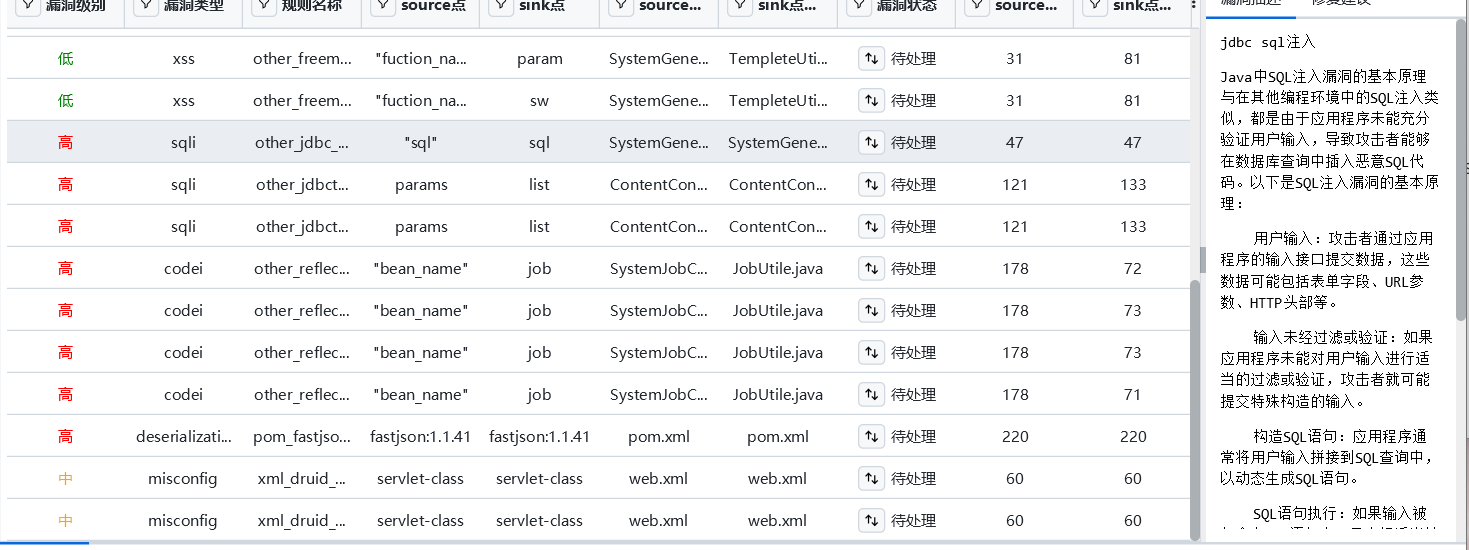 漏洞级别 漏洞类型 规则名称 source点 sink点 source... sink点... 漏洞状态 source... sink点...
低 xss other_freem... "fuction_na... param SystemGene... TempleteUti... 待处理 31 81
低 xss other_freem... "fuction_na... sw SystemGene... TempleteUti... 待处理 31 81
高 sqli other_jdbc_... "sql" sql SystemGene... SystemGene... 待处理 47 47
高 sqli other_jdbct... params list ContentCon... ContentCon... 待处理 121 133
高 sqli other_jdbct... params list ContentCon... ContentCon... 待处理 121 133
高 codei other_reflec... "bean_name" job SystemJobC... JobUtile.java 待处理 178 72
高 codei other_reflec... "bean_name" job SystemJobC... JobUtile.java 待处理 178 73
高 codei other_reflec... "bean_name" job SystemJobC... JobUtile.java 待处理 178 73
高 codei other_reflec... "bean_name" job SystemJobC... JobUtile.java 待处理 178 71
高 deserializati... pom_fastjso... fastjson:1.1.41 fastjson:1.1.41 pom.xml pom.xml 待处理 220 220
中 misconfig xml_druid_... servlet-class servlet-class web.xml web.xml 待处理 60 60
中 misconfig xml_druid_... servlet-class servlet-class web.xml web.xml 待处理 60 60
漏洞描述 修复建议
jdbc sql注入
Java中SQL注入漏洞的基本原理
与在其他编程环境中的SQL注入类
似，都是由于应用程序未能充分
验证用户输入，导致攻击者能够
在数据库查询中插入恶意SQL代
码。以下是SQL注入漏洞的基本原
理：
用户输入：攻击者通过应用
程序的输入接口提交数据，这些
数据可能包括表单字段、URL参
数、HTTP头部等。
输入未经过滤或验证：如果
应用程序未能对用户输入进行适
当的过滤或验证，攻击者就可能
提交特殊构造的输入。
构造SQL语句：应用程序通
常将用户输入拼接到SQL查询中，
以动态生成SQL语句。
SQL语句执行：如果输入被